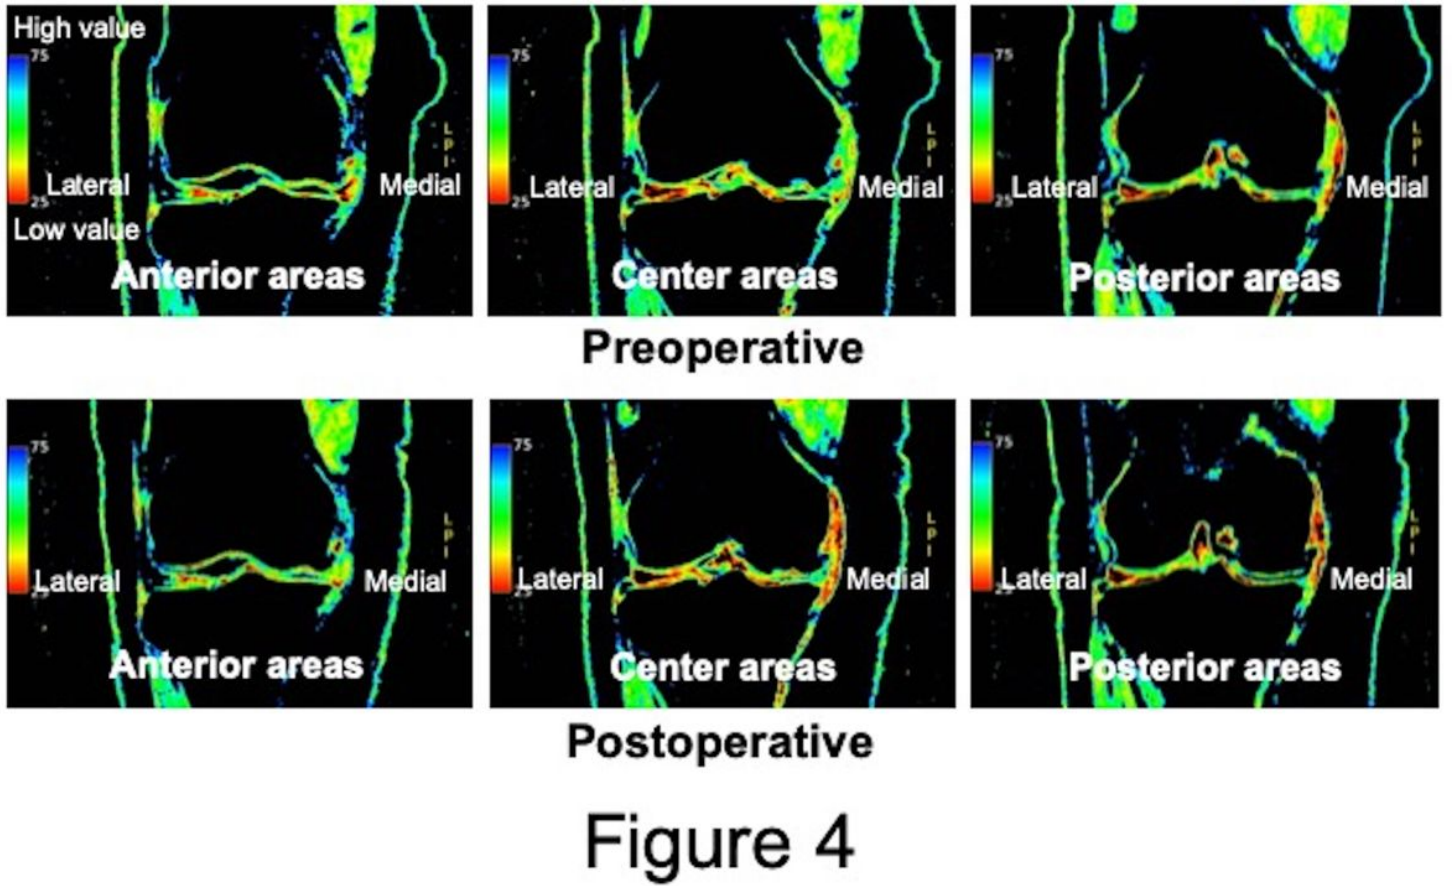 High value
75
25
Low value
Lateral
Medial
L
P
I
Anterior areas
75
25
Lateral
Medial
L
P
I
Center areas
75
25
Lateral
Medial
L
P
I
Posterior areas
Preoperative
75
25
Lateral
Medial
L
P
I
Anterior areas
75
25
Lateral
Medial
L
P
I
Center areas
75
25
Lateral
Medial
L
P
I
Posterior areas
Postoperative
Figure 4